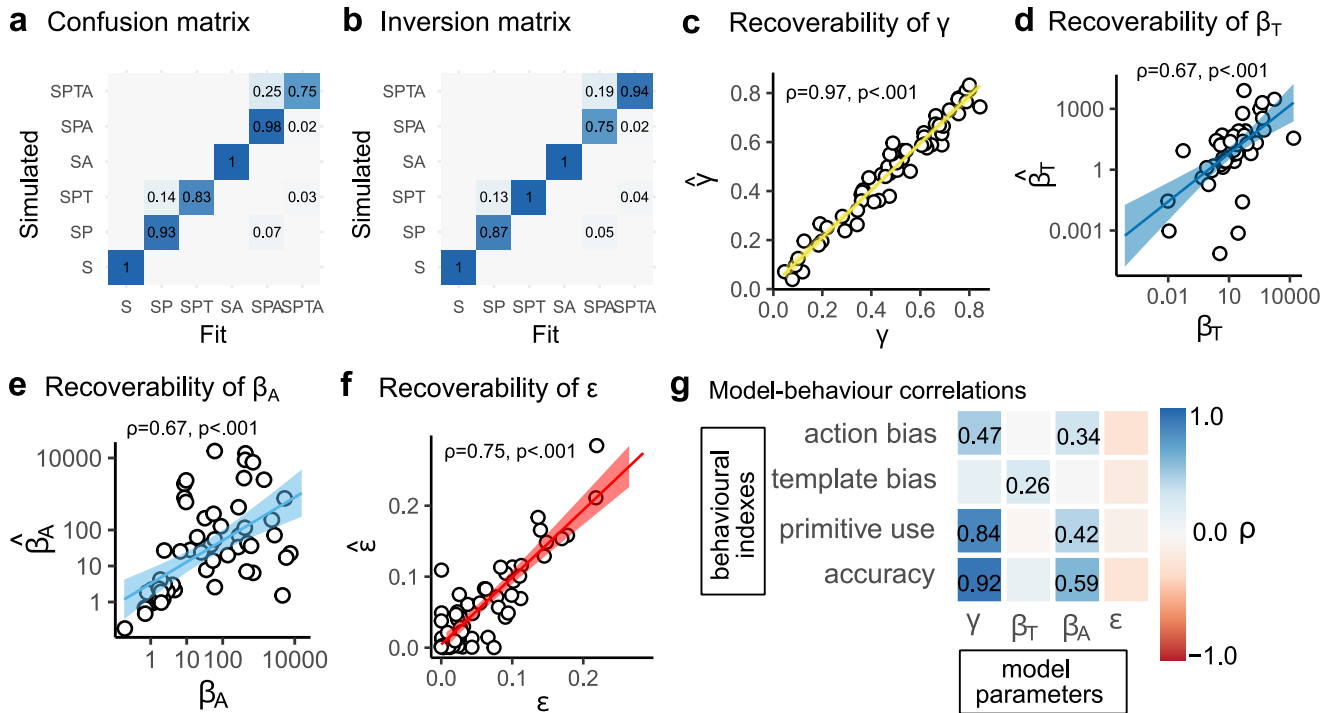 a Confusion matrix
SPTA
SPA
SA
SPT
SP
S
Simulated
0.25 0.75
0.98 0.02
1
0.14 0.83 0.03
0.93 0.07
1
S SP SPT SA SPA SPTA
Fit
b Inversion matrix
SPTA
SPA
SA
SPT
SP
S
Simulated
0.19 0.94
0.75 0.02
1
0.13 1 0.04
0.87 0.05
1
S SP SPT SA SPA SPTA
Fit
c Recoverability of γ
ρ=0.97, p<.001
0.8
0.6
0.4
0.2
0.0
γ̂
0.0 0.2 0.4 0.6 0.8
γ
d Recoverability of β_T
ρ=0.67, p<.001
1000
1
0.001
β̂_T
0.01 10 10000
β_T
e Recoverability of β_A
ρ=0.67, p<.001
10000
100
10
1
β̂_A
1 10 100 10000
β_A
f Recoverability of ε
ρ=0.75, p<.001
0.2
0.1
0.0
ε̂
0.0 0.1 0.2
ε
g Model-behaviour correlations
behavioural
indexes
action bias 0.47 0.34
template bias 0.26
primitive use 0.84 0.42
accuracy 0.92 0.59
γ β_T β_A ε
model
parameters
1.0
0.0 ρ
−1.0